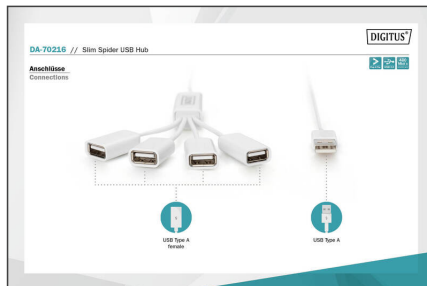 DIGITUS®
DA-70216 // Slim Spider USB Hub
Anschlüsse
Connections
USB Type A
female
USB Type A